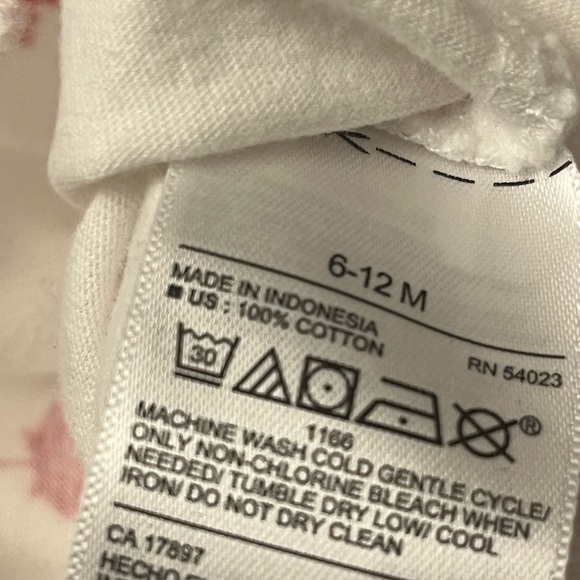 6-12 M
MADE IN INDONESIA
US : 100% COTTON
RN 54023
30
®
1166
MACHINE WASH COLD GENTLE CYCLE/
ONLY NON-CHLORINE BLEACH WHEN
NEEDED/ TUMBLE DRY LOW/ COOL
IRON/ DO NOT DRY CLEAN
CA 17897